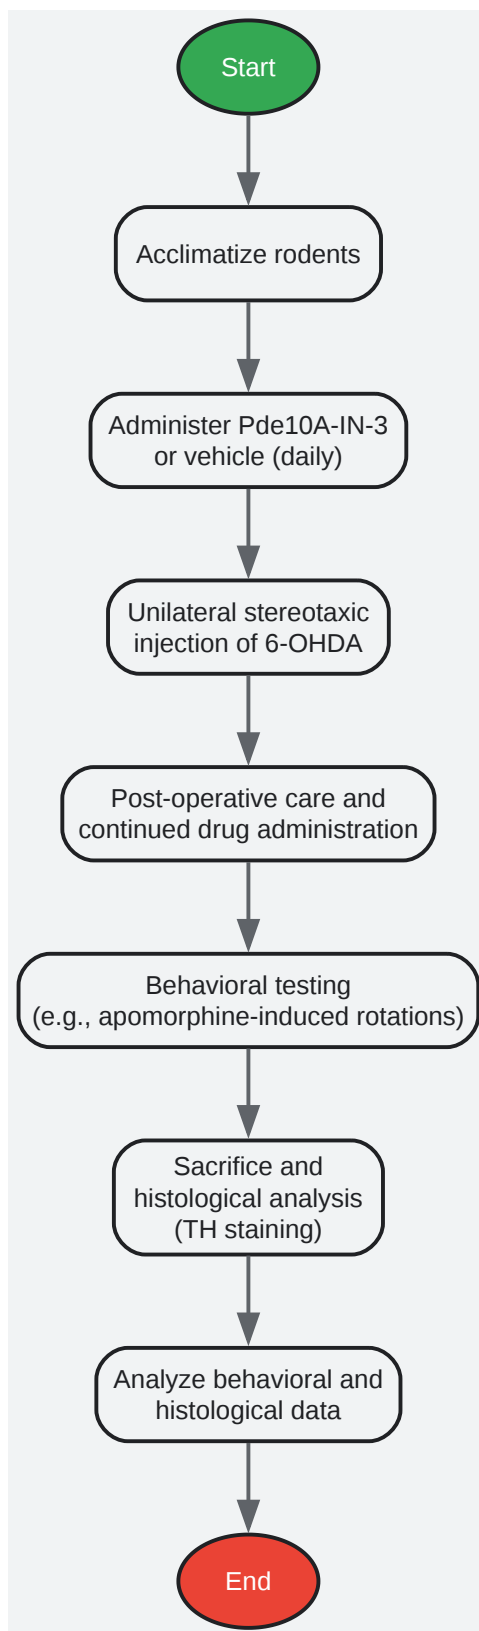 Start
Acclimatize rodents
Administer Pde10A-IN-3
or vehicle (daily)
Unilateral stereotaxic
injection of 6-OHDA
Post-operative care and
continued drug administration
Behavioral testing
(e.g., apomorphine-induced rotations)
Sacrifice and
histological analysis
(TH staining)
Analyze behavioral and
histological data
End